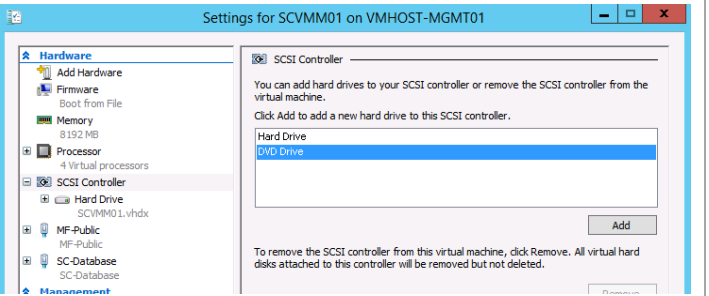 Settings for SCVMM01 on VMHOST-MGMT01
Hardware
Add Hardware
Firmware
Boot from File
Memory
8192 MB
Processor
4 Virtual processors
SCSI Controller
Hard Drive
SCVMM01.vhdx
MF-Public
MF-Public
SC-Database
SC-Database
Management
SCSI Controller
You can add hard drives to your SCSI controller or remove the SCSI controller from the
virtual machine.
Click Add to add a new hard drive to this SCSI controller.
Hard Drive
DVD Drive
Add
To remove the SCSI controller from this virtual machine, click Remove. All virtual hard
disks attached to this controller will be removed but not deleted.
Remove